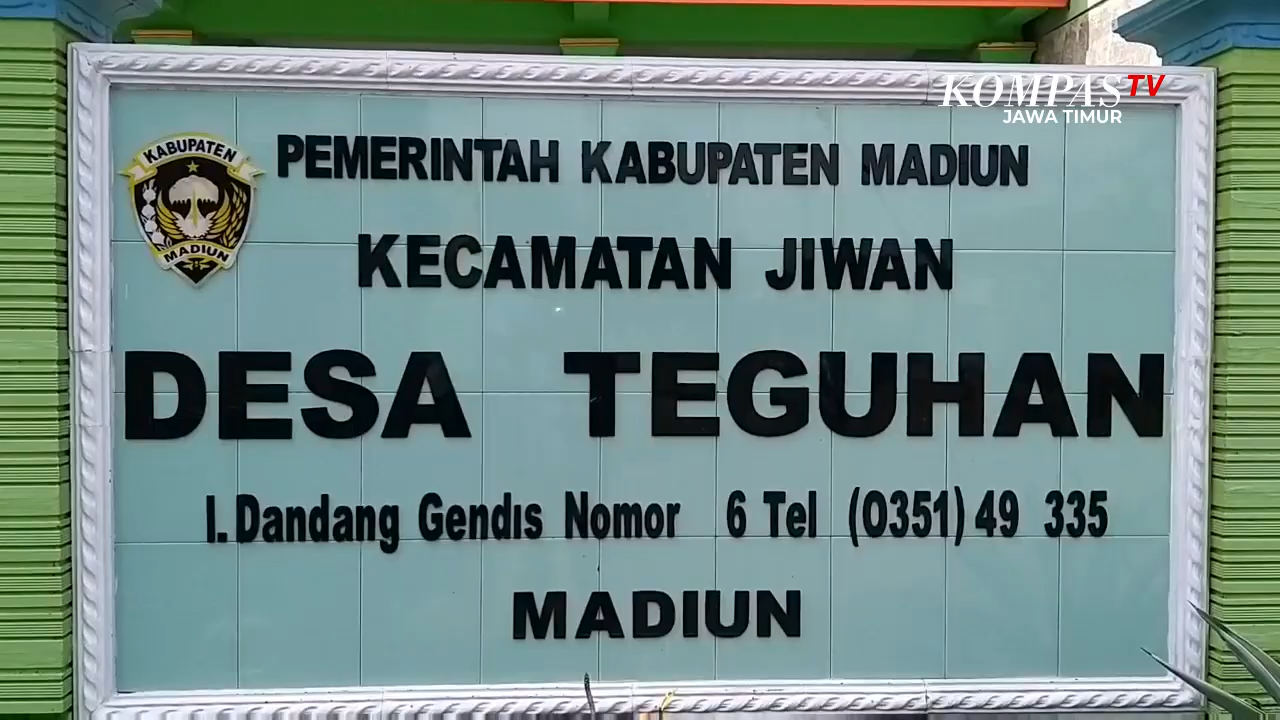 KOMPAS TV
JAWA TIMUR
KABUPATEN
MADIUN
PEMERINTAH KABUPATEN MADIUN
KECAMATAN JIWAN
DESA TEGUHAN
l. Dandang Gendıs Nomor 6 Tel (0351) 49 335
MADIUN